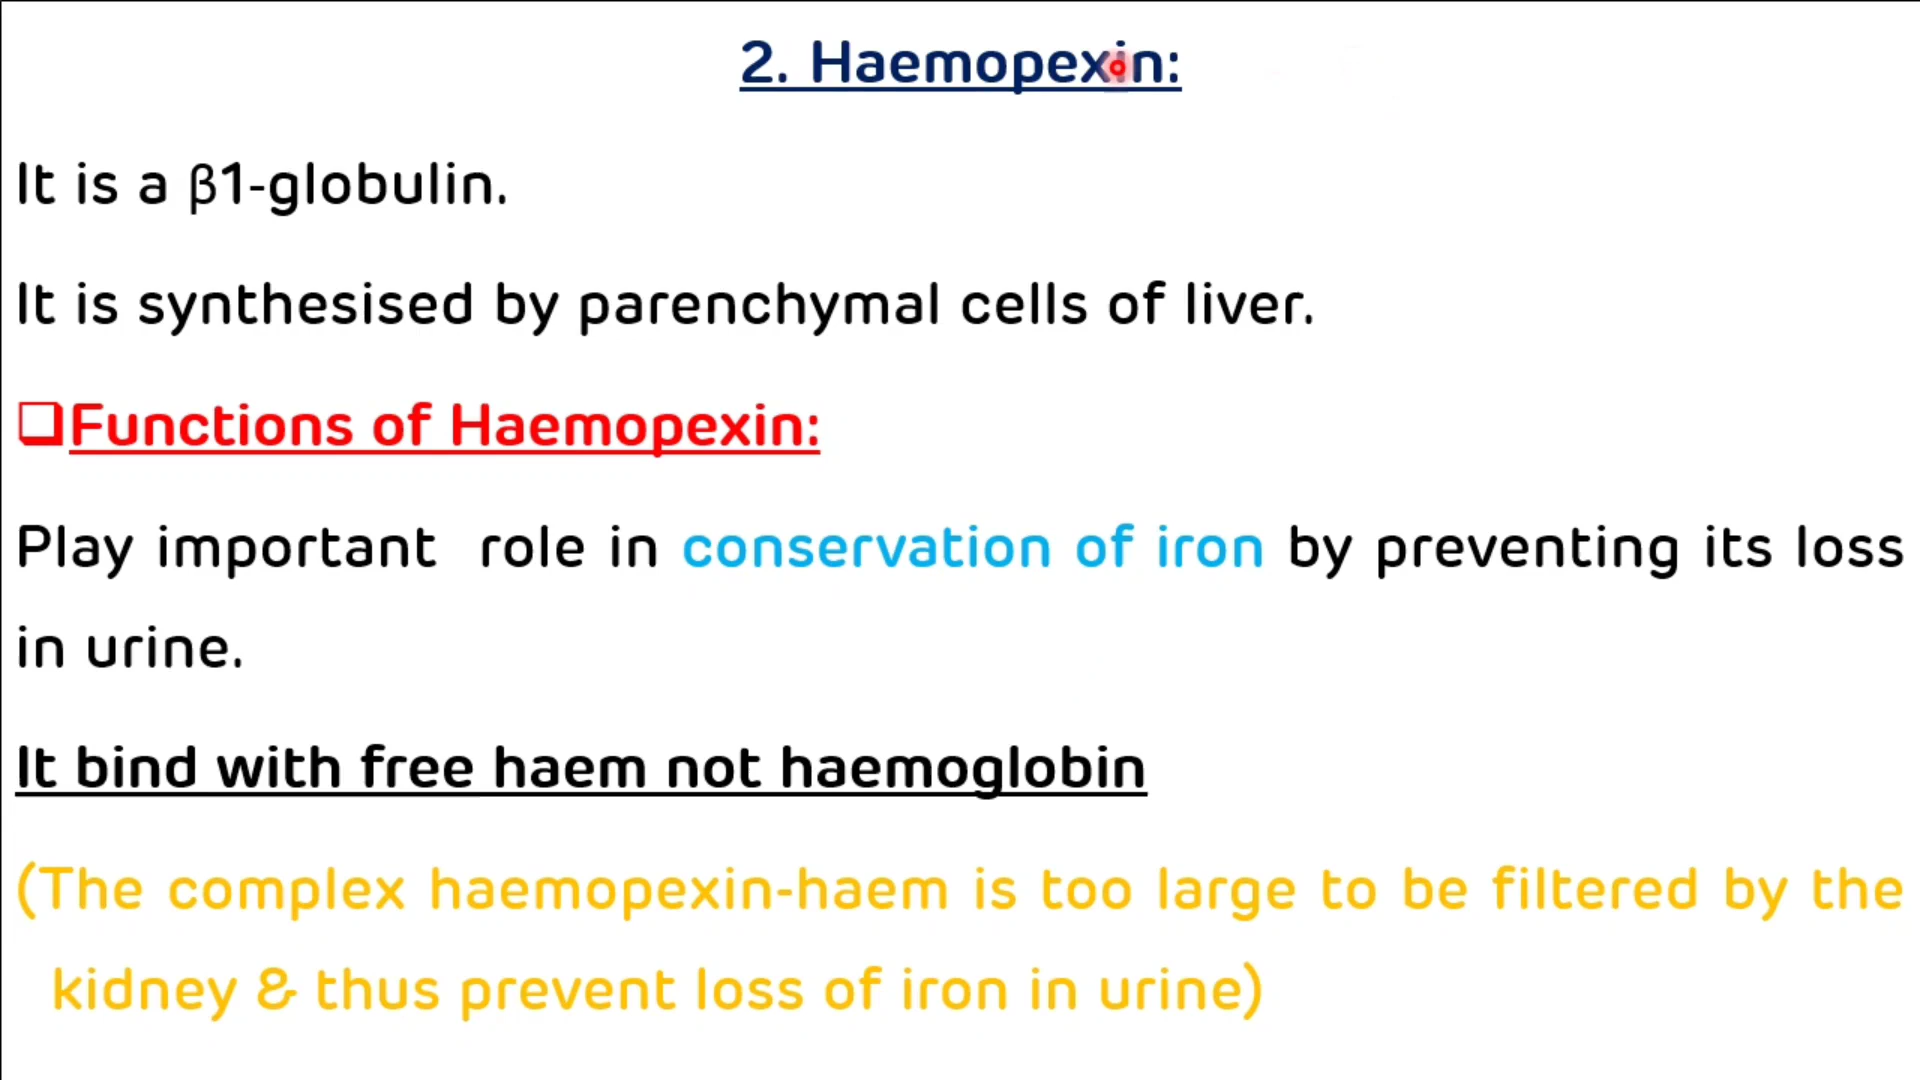 2. Haemopexin:
It is a β1-globulin.
It is synthesised by parenchymal cells of liver.
❑Functions of Haemopexin:
Play important role in conservation of iron by preventing its loss
in urine.
It bind with free haem not haemoglobin
(The complex haemopexin-haem is too large to be filtered by the
kidney & thus prevent loss of iron in urine)